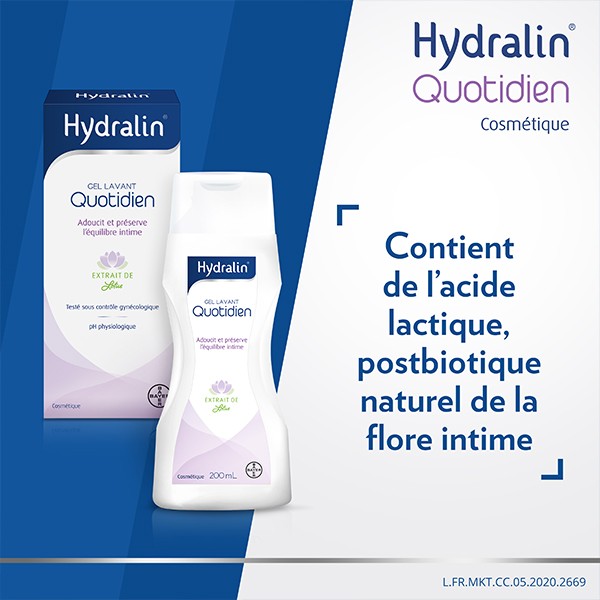 Hydralin®
Quotidien
Cosmétique
Hydralin
Hydralin®
GEL LAVANT
Quotidien
Adoucit et préserve
l'équilibre intime
EXTRAIT DE
Lotus
Testé sous contrôle gynécologique
pH physiologique
Cosmétique
BAYER
BAYER
Hydralin®
GEL LAVANT
Quotidien
Adoucit et préserve
l'équilibre intime
EXTRAIT DE
Lotus
Cosmétique 200 mL
BAYER
BAYER
Contient
de l'acide
lactique,
postbiotique
naturel de la
flore intime
L.FR.MKT.CC.05.2020.2669